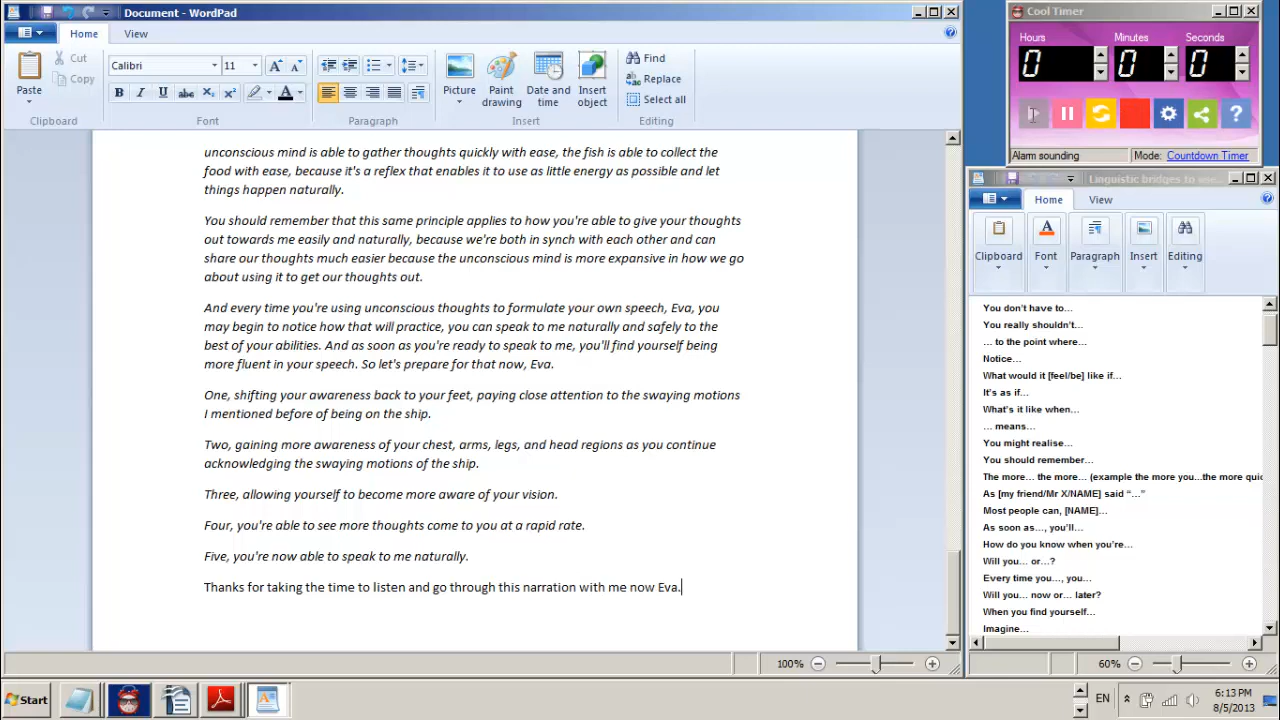 Document - WordPad
Home
View
Paste
Cut
Copy
Clipboard
Calibri
11
B I U abc X₂ X²
A
Font
Paragraph
Picture
Paint drawing
Date and time
Insert object
Insert
Find
Replace
Select all
Editing
unconscious mind is able to gather thoughts quickly with ease, the fish is able to collect the
food with ease, because it's a reflex that enables it to use as little energy as possible and let
things happen naturally.
You should remember that this same principle applies to how you're able to give your thoughts
out towards me easily and naturally, because we're both in synch with each other and can
share our thoughts much easier because the unconscious mind is more expansive in how we go
about using it to get our thoughts out.
And every time you're using unconscious thoughts to formulate your own speech, Eva, you
may begin to notice how that will practice, you can speak to me naturally and safely to the
best of your abilities. And as soon as you're ready to speak to me, you'll find yourself being
more fluent in your speech. So let's prepare for that now, Eva.
One, shifting your awareness back to your feet, paying close attention to the swaying motions
I mentioned before of being on the ship.
Two, gaining more awareness of your chest, arms, legs, and head regions as you continue
acknowledging the swaying motions of the ship.
Three, allowing yourself to become more aware of your vision.
Four, you're able to see more thoughts come to you at a rapid rate.
Five, you're now able to speak to me naturally.
Thanks for taking the time to listen and go through this narration with me now Eva.
100%
Cool Timer
Hours
Minutes
Seconds
0 0 0
Alarm sounding
Mode: Countdown Timer
Linguistic bridges to use...
Home
View
Clipboard
Font
Paragraph
Insert
Editing
You don't have to…
You really shouldn't…
… to the point where…
Notice…
What would it [feel/be] like if…
It's as if…
What's it like when…
… means…
You might realise…
You should remember…
The more… the more… (example the more you...the more quic
As [my friend/Mr X/NAME] said "…"
Most people can, [NAME]…
As soon as…, you'll…
How do you know when you're…
Will you… or…?
Every time you…, you…
Will you… now or… later?
When you find yourself…
Imagine…
60%
Start
EN
6:13 PM
8/5/2013